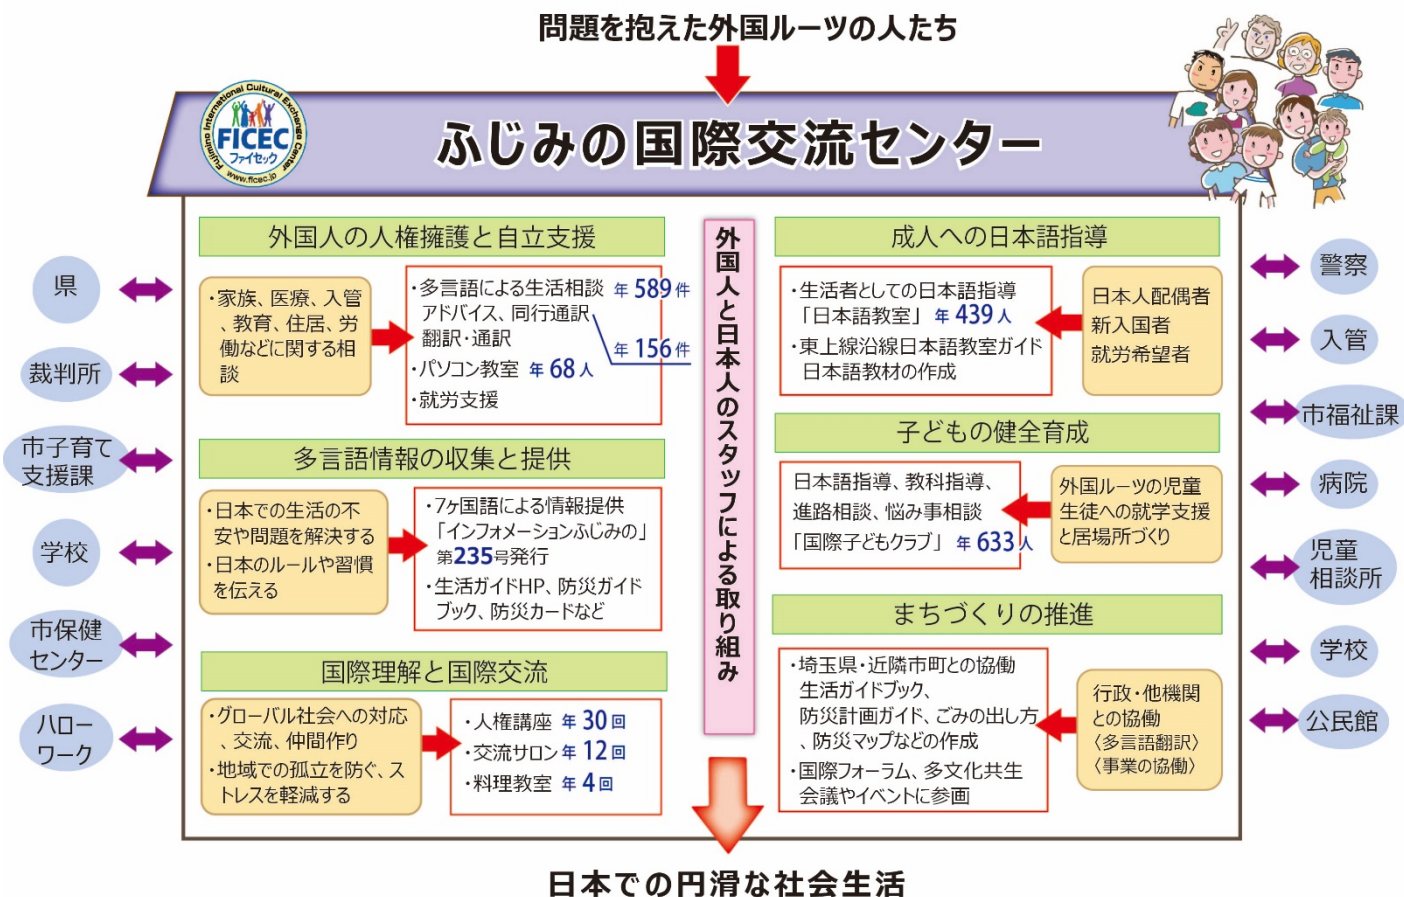 問題を抱えた外国ルーツの人たち
Fujimino International Cultural Exchange Center
FICEC
ファイセック
www.ficec.jp
ふじみの国際交流センター
県
裁判所
市子育て
支援課
学校
市保健
センター
ハロー
ワーク
外国人の人権擁護と自立支援
・家族、医療、入管
、教育、住居、労
働などに関する相
談
・多言語による生活相談 年 589 件
アドバイス、同行通訳
翻訳・通訳
年 156 件
・パソコン教室 年 68 人
・就労支援
多言語情報の収集と提供
・日本での生活の不
安や問題を解決する
・日本のルールや習慣
を伝える
・7ヶ国語による情報提供
「インフォメーションふじみの」
第235号発行
・生活ガイドHP、防災ガイド
ブック、防災カードなど
国際理解と国際交流
・グローバル社会への対応
、交流、仲間作り
・地域での孤立を防ぐ、ス
トレスを軽減する
・人権講座 年 30 回
・交流サロン 年 12 回
・料理教室 年 4 回
外国人と日本人のスタッフによる取り組み
成人への日本語指導
・生活者としての日本語指導
「日本語教室」 年 439 人
・東上線沿線日本語教室ガイド
日本語教材の作成
日本人配偶者
新入国者
就労希望者
子どもの健全育成
日本語指導、教科指導、
進路相談、悩み事相談
「国際子どもクラブ」 年 633 人
外国ルーツの児童
生徒への就学支援
と居場所づくり
まちづくりの推進
・埼玉県・近隣市町との協働
生活ガイドブック、
防災計画ガイド、ごみの出し方
、防災マップなどの作成
・国際フォーラム、多文化共生
会議やイベントに参画
行政・他機関
との協働
〈多言語翻訳〉
〈事業の協働〉
警察
入管
市福祉課
病院
児童
相談所
学校
公民館
日本での円滑な社会生活